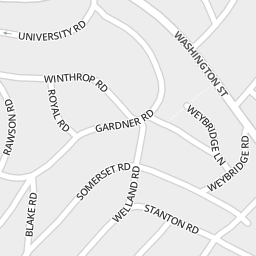 UNIVERSITY RD
WASHINGTON ST
WINTHROP RD
ROYAL RD
RAWSON RD
GARDNER RD
WEYBRIDGE LN
WEYBRIDGE RD
SOMERSET RD
WELLAND RD
BLAKE RD
STANTON RD